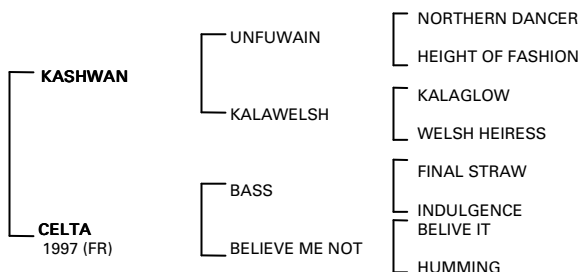 NORTHERN DANCER
UNFUWAIN
HEIGHT OF FASHION
KASHWAN
KALAGLOW
KALAWELSH
WELSH HEIRESS
FINAL STRAW
BASS
INDULGENCE
CELTA
1997 (FR)
BELIVE IT
BELIEVE ME NOT
HUMMING